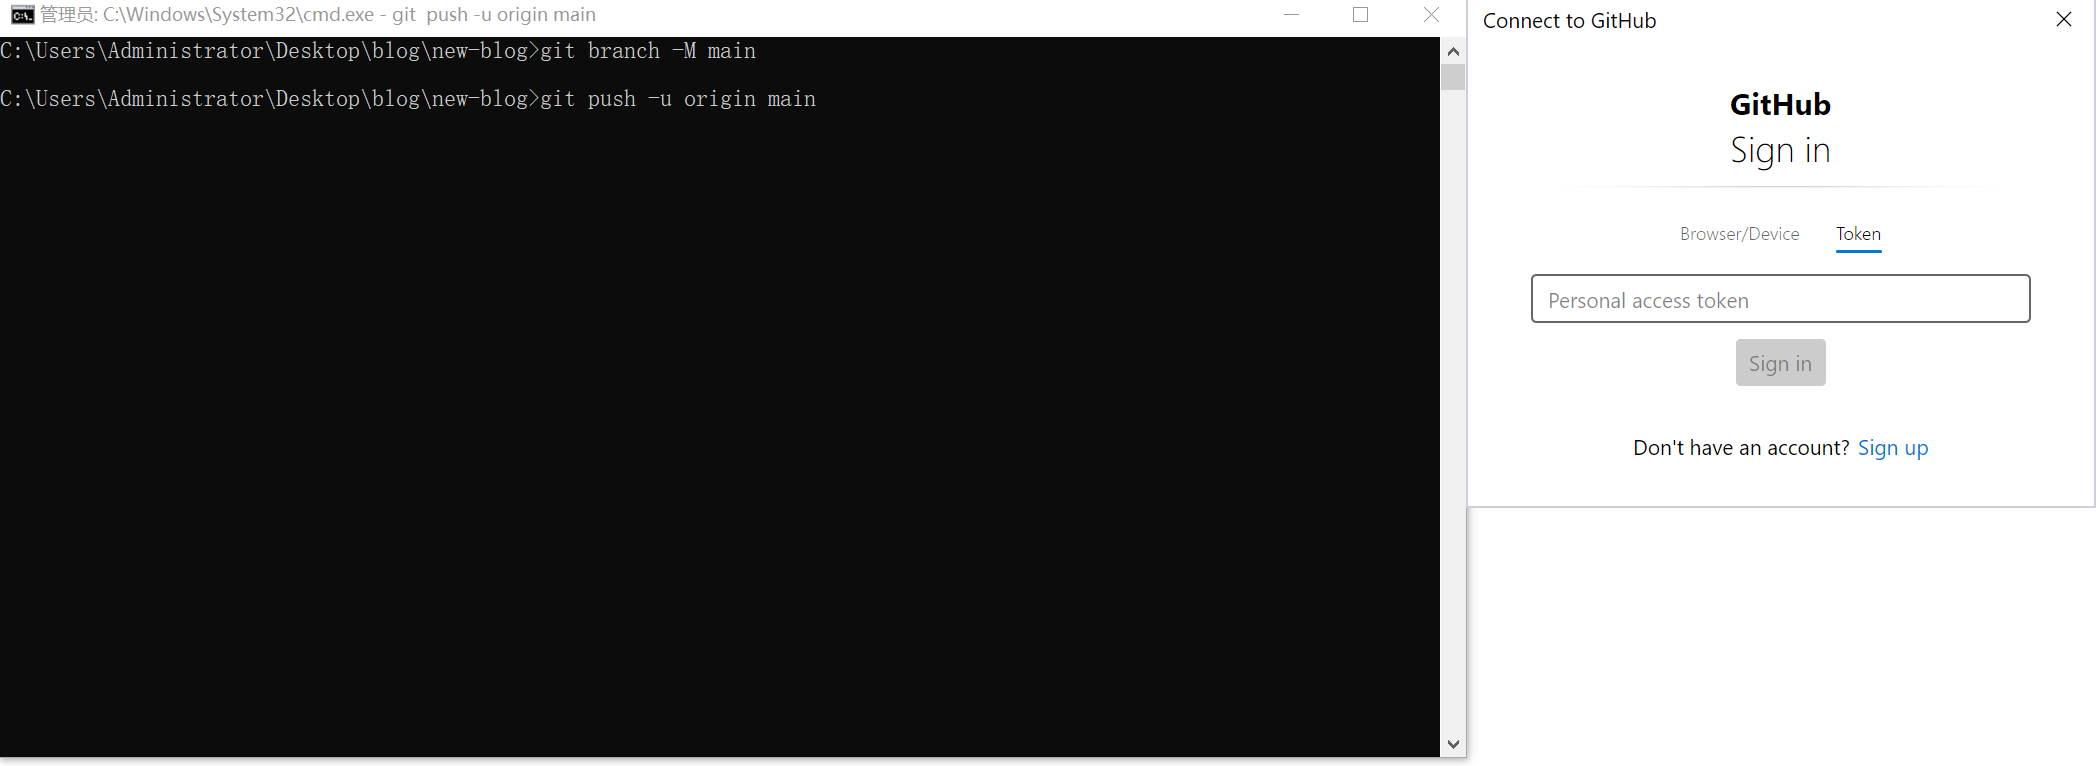 管理员: C:\Windows\System32\cmd.exe - git  push -u origin main
C:\Users\Administrator\Desktop\blog\new-blog>git branch -M main
C:\Users\Administrator\Desktop\blog\new-blog>git push -u origin main
Connect to GitHub
GitHub
Sign in
Browser/Device
Token
Personal access token
Sign in
Don't have an account? Sign up